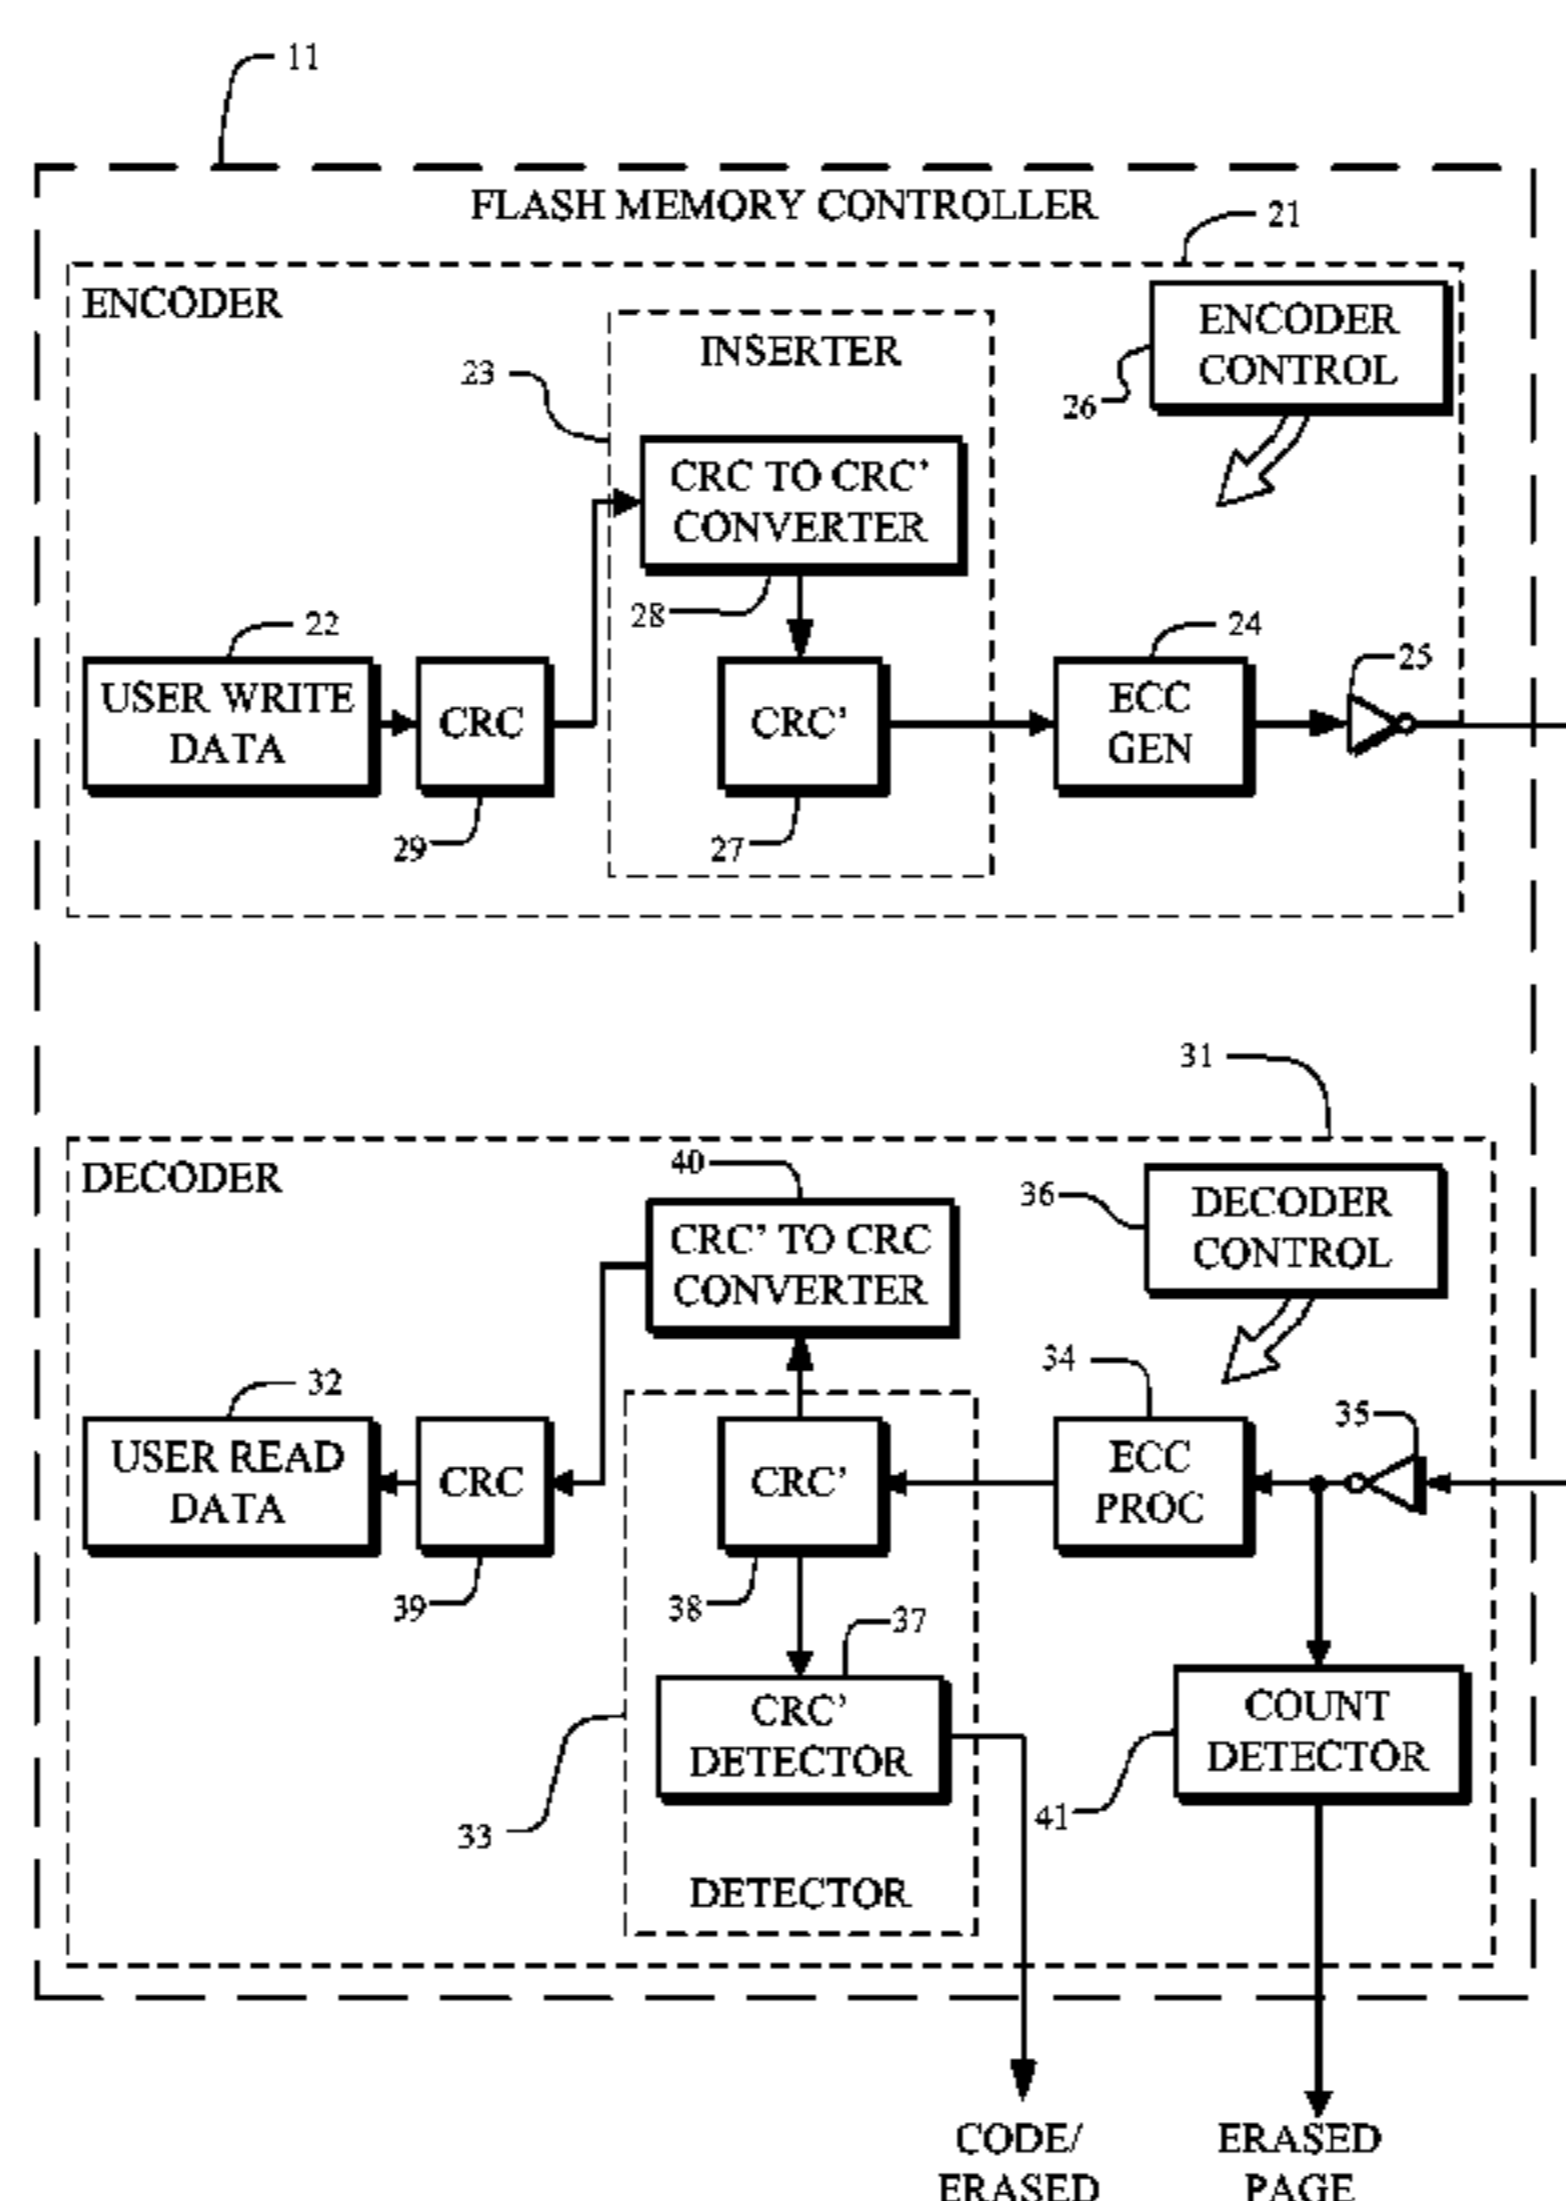 11
FLASH MEMORY CONTROLLER
21
ENCODER
INSERTER
ENCODER
CONTROL
23
26
CRC TO CRC'
CONVERTER
28
22
24
25
USER WRITE
DATA
CRC
CRC'
ECC
GEN
29
27
31
DECODER
40
36
DECODER
CONTROL
CRC' TO CRC
CONVERTER
34
32
35
USER READ
DATA
CRC
CRC'
ECC
PROC
39
38
37
CRC'
DETECTOR
COUNT
DETECTOR
33
41
DETECTOR
CODE/
ERASED
ERASED
PAGE